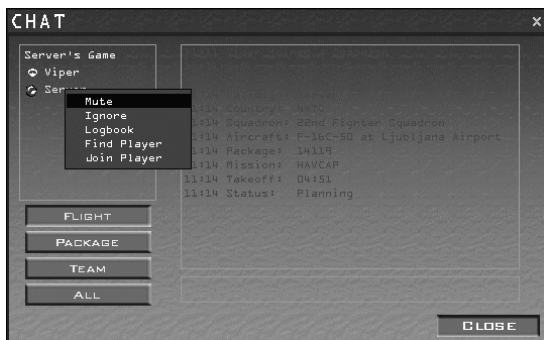 CHAT
x
Server's Game
Viper
Mute
Ignore
Logbook
Find Player
Join Player
11:14 Country: 4470
11:14 Squadron: 22nd Fighter Squadron
11:14 Aircraft: F-16C-50 at Ljubljana Airport
11:14 Package: 14119
11:14 Mission: HAVCAP
11:14 Takeoff: 04:51
11:14 Status: Planning
FLIGHT
PACKAGE
TEAM
ALL
CLOSE